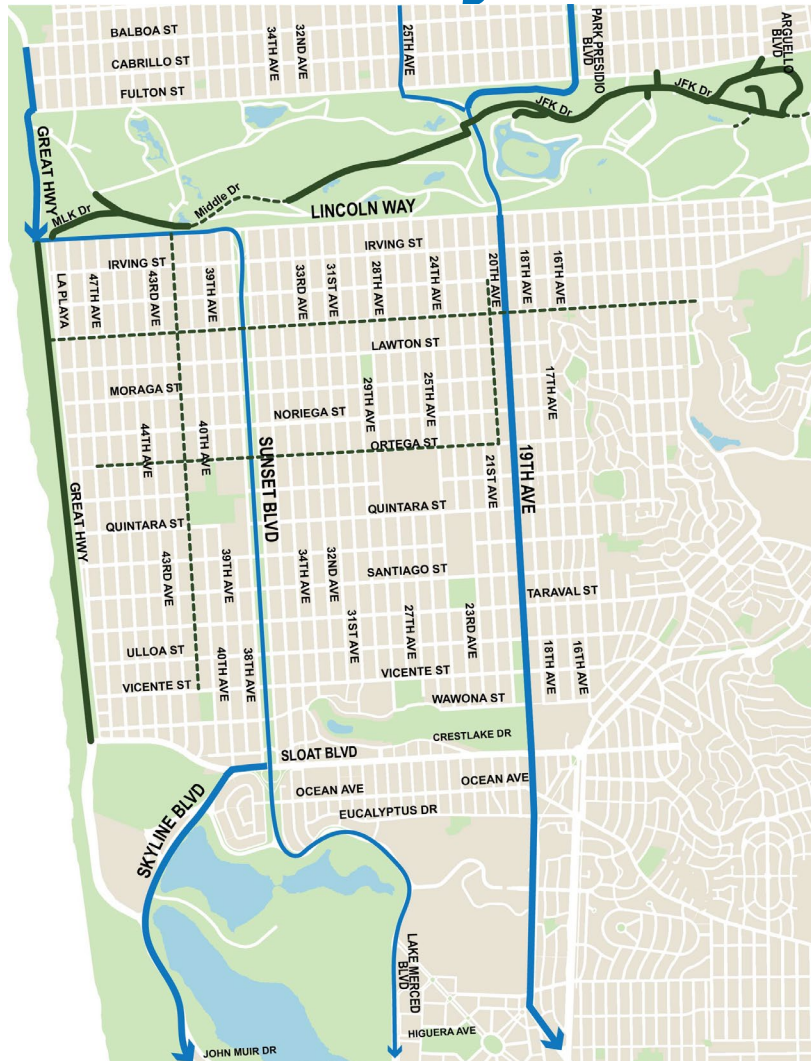 BALBOA ST
CABRILLO ST
FULTON ST
34TH AVE
32ND AVE
25TH AVE
PARK PRESIDIO
BLVD
ARGUELLO
BLVD
JFK Dr
JFK Dr
GREAT HWY
MLK Dr
Middle Dr
LINCOLN WAY
IRVING ST
IRVING ST
LA PLAYA
47TH AVE
43RD AVE
39TH AVE
33RD AVE
31ST AVE
28TH AVE
24TH AVE
20TH AVE
18TH AVE
16TH AVE
LAWTON ST
MORAGA ST
NORIEGA ST
29TH AVE
25TH AVE
17TH AVE
44TH AVE
40TH AVE
ORTEGA ST
SUNSET BLVD
21ST AVE
19TH AVE
GREAT HWY
QUINTARA ST
QUINTARA ST
43RD AVE
39TH AVE
34TH AVE
32ND AVE
SANTIAGO ST
TARAVAL ST
31ST AVE
27TH AVE
23RD AVE
ULLOA ST
VICENTE ST
40TH AVE
38TH AVE
VICENTE ST
18TH AVE
16TH AVE
WAWONA ST
CRESTLAKE DR
SLOAT BLVD
OCEAN AVE
OCEAN AVE
EUCALYPTUS DR
SKYLINE BLVD
LAKE MERCED
BLVD
HIGUERA AVE
JOHN MUIR DR